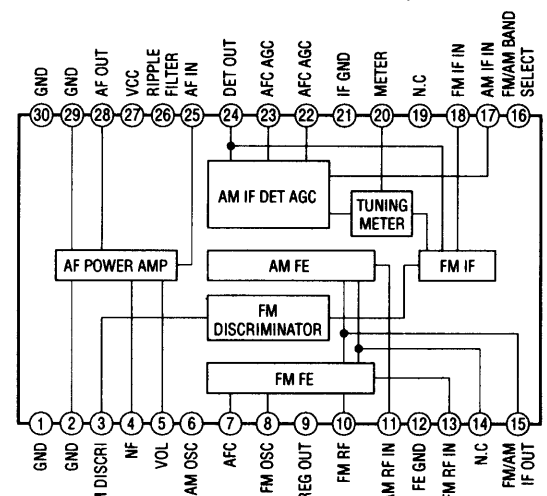 GND
GND
AF OUT
VCC
RIPPLE
FILTER
AF IN
DET OUT
AFC AGC
AFC AGC
IF GND
METER
N.C
FM IF IN
AM IF IN
FM/AM BAND
SELECT
30 29 28 27 26 25 24 23 22 21 20 19 18 17 16
AM IF DET AGC
TUNING
METER
AF POWER AMP
AM FE
FM IF
FM
DISCRIMINATOR
FM FE
1 2 3 4 5 6 7 8 9 10 11 12 13 14 15
GND
GND
M DISCRI
NF
VOL
AM OSC
AFC
FM OSC
REG OUT
FM RF
AM RF IN
FE GND
FM RF IN
N.C
FM/AM
IF OUT